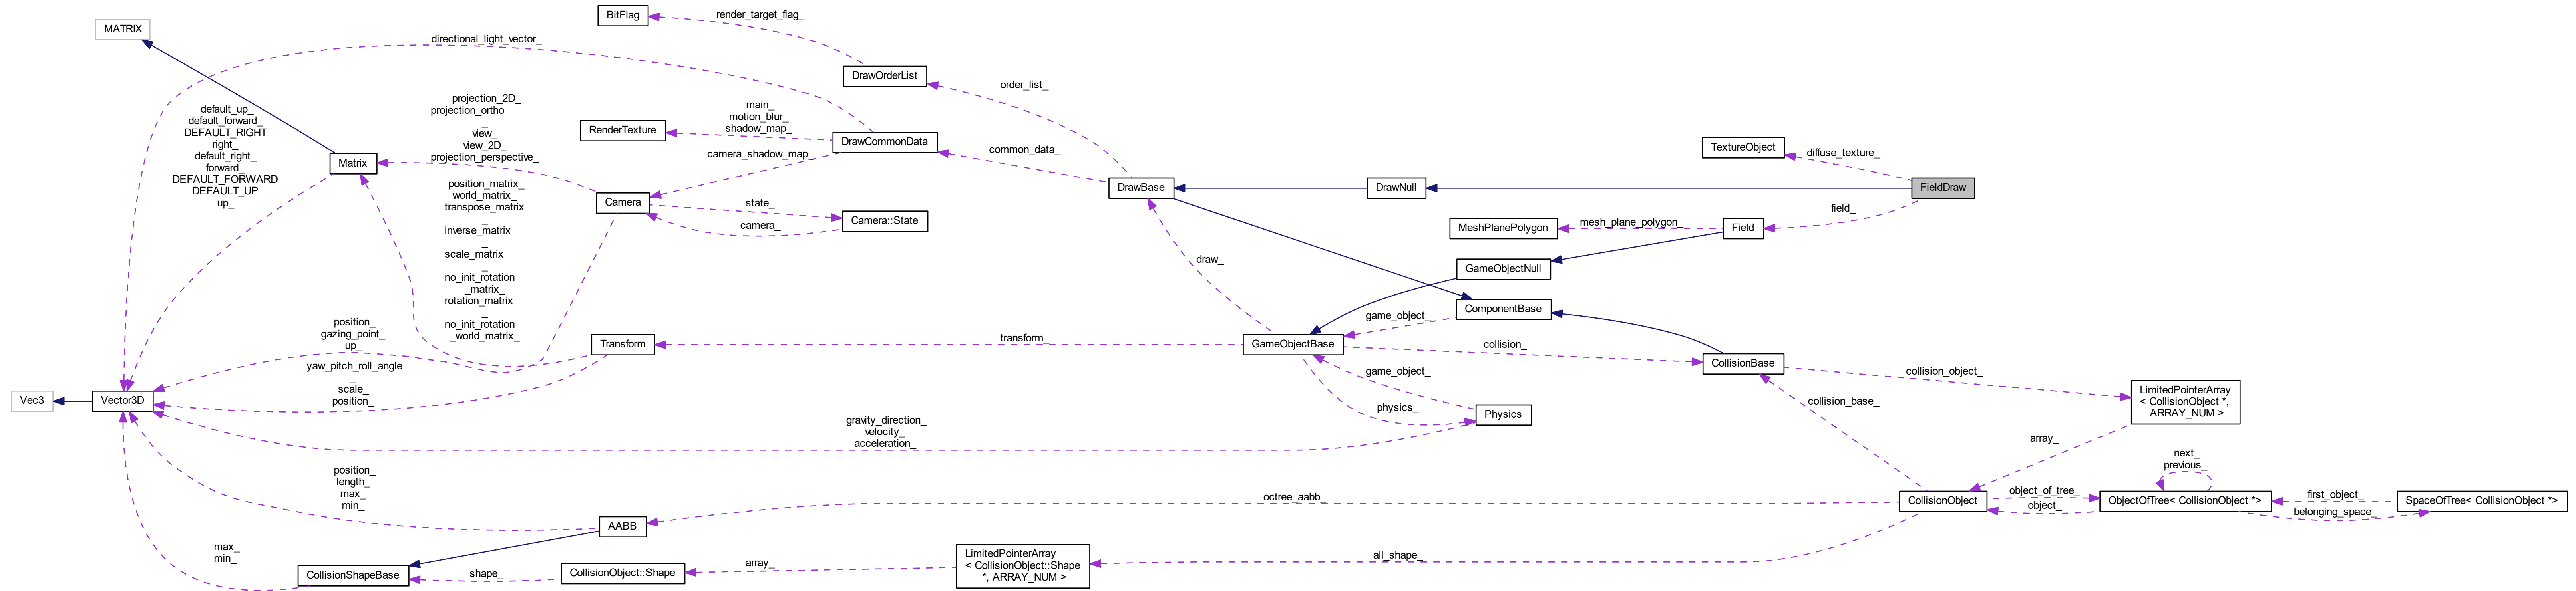 BitFlag
render_target_flag_
MATRIX
directional_light_vector_
DrawOrderList
order_list_
default_up_
default_forward_
DEFAULT_RIGHT
right_
default_right_
forward_
DEFAULT_FORWARD
DEFAULT_UP
up_
projection_2D_
projection_ortho
_
view_
view_2D_
projection_perspective_
main_
motion_blur_
shadow_map_
RenderTexture
DrawCommonData
common_data_
camera_shadow_map_
Matrix
TextureObject
diffuse_texture_
DrawBase
DrawNull
FieldDraw
position_matrix_
world_matrix_
transpose_matrix
_
inverse_matrix
_
scale_matrix
_
no_init_rotation
_matrix_
rotation_matrix
_
no_init_rotation
_world_matrix_
Camera
state_
camera_
Camera::State
field_
MeshPlanePolygon
mesh_plane_polygon_
Field
draw_
GameObjectNull
ComponentBase
game_object_
position_
gazing_point_
up_
Transform
transform_
GameObjectBase
collision_
CollisionBase
yaw_pitch_roll_angle
_
scale_
position_
game_object_
physics_
Physics
collision_object_
collision_base_
LimitedPointerArray
< CollisionObject *,
ARRAY_NUM >
Vec3
Vector3D
gravity_direction_
velocity_
acceleration_
array_
position_
length_
max_
min_
next_
previous_
octree_aabb_
CollisionObject
object_of_tree_
object_
ObjectOfTree< CollisionObject *>
first_object_
belonging_space_
SpaceOfTree< CollisionObject *>
AABB
max_
min_
CollisionShapeBase
shape_
CollisionObject::Shape
array_
LimitedPointerArray
< CollisionObject::Shape
*, ARRAY_NUM >
all_shape_